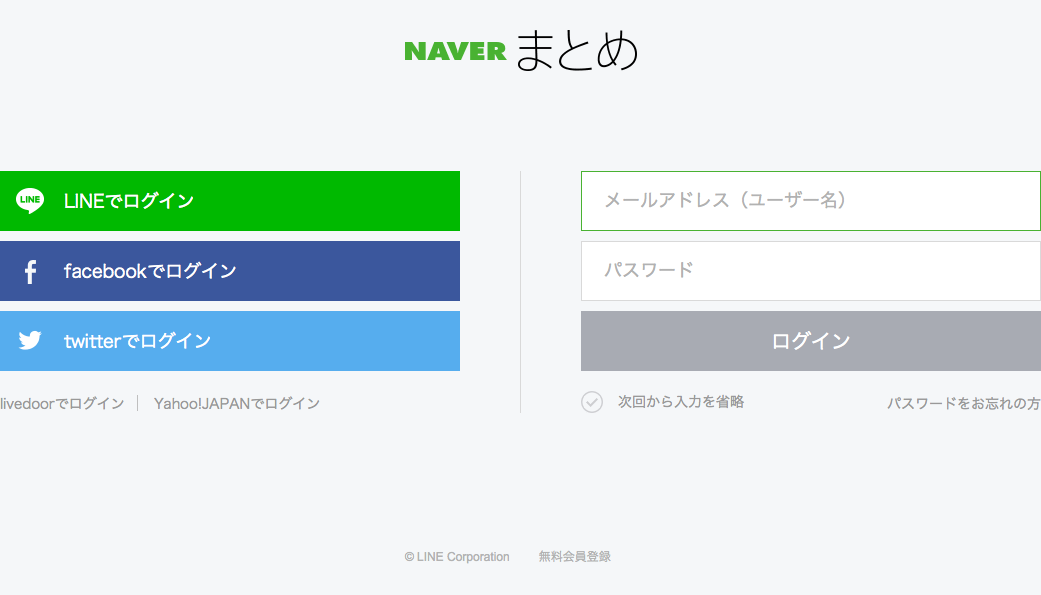 NAVER まとめ
LINE
LINEでログイン
facebookでログイン
twitterでログイン
livedoorでログイン
Yahoo!JAPANでログイン
メールアドレス（ユーザー名）
パスワード
ログイン
次回から入力を省略
パスワードをお忘れの方
© LINE Corporation
無料会員登録